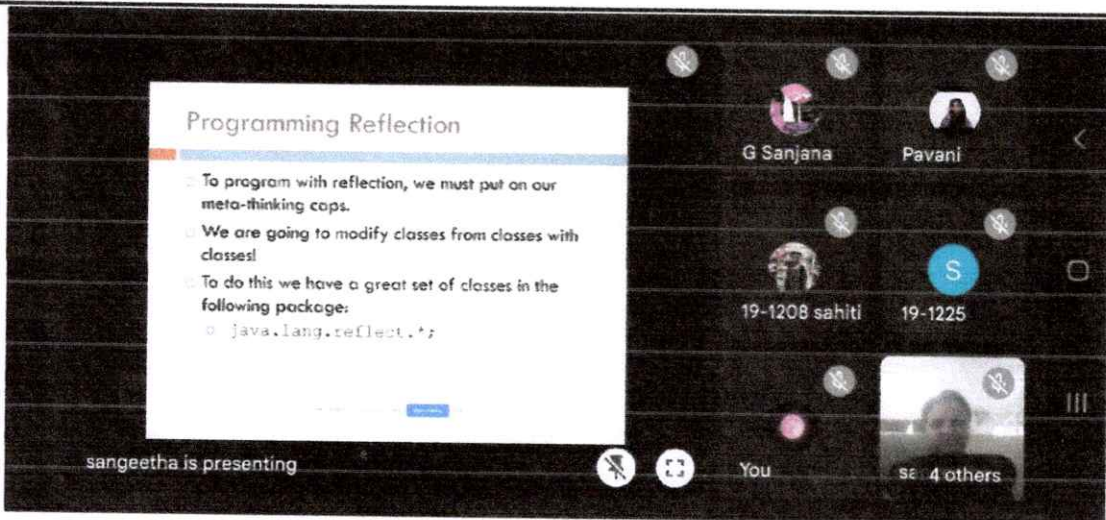 Programming Reflection
To program with reflection, we must put on our
meta-thinking caps.
We are going to modify classes from classes with
classes!
To do this we have a great set of classes in the
following package:
java.lang.reflect.*;
sangeetha is presenting
G Sanjana
Pavani
19-1208 sahiti
S
19-1225
You
sa 4 others